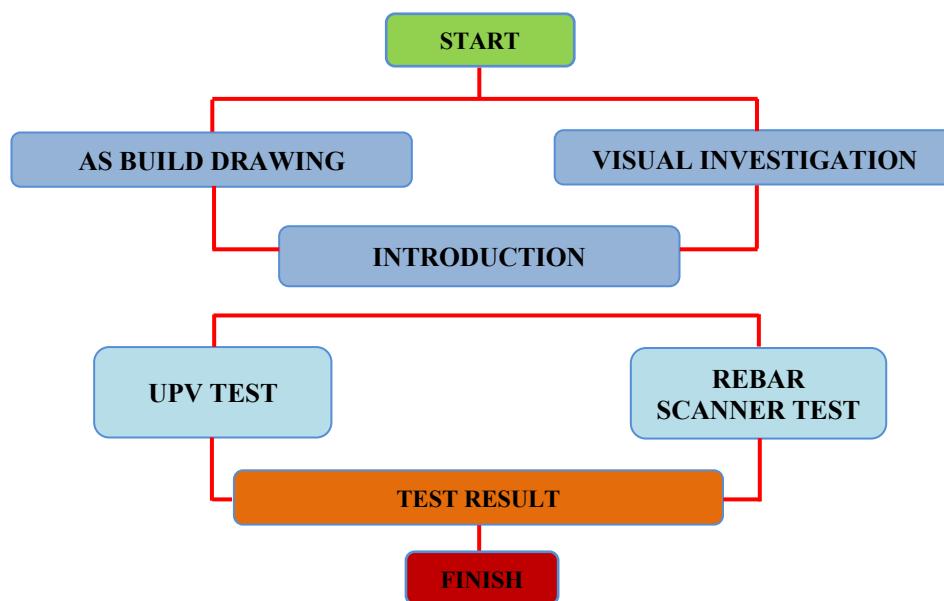 START
AS BUILD DRAWING
VISUAL INVESTIGATION
INTRODUCTION
UPV TEST
REBAR
SCANNER TEST
TEST RESULT
FINISH